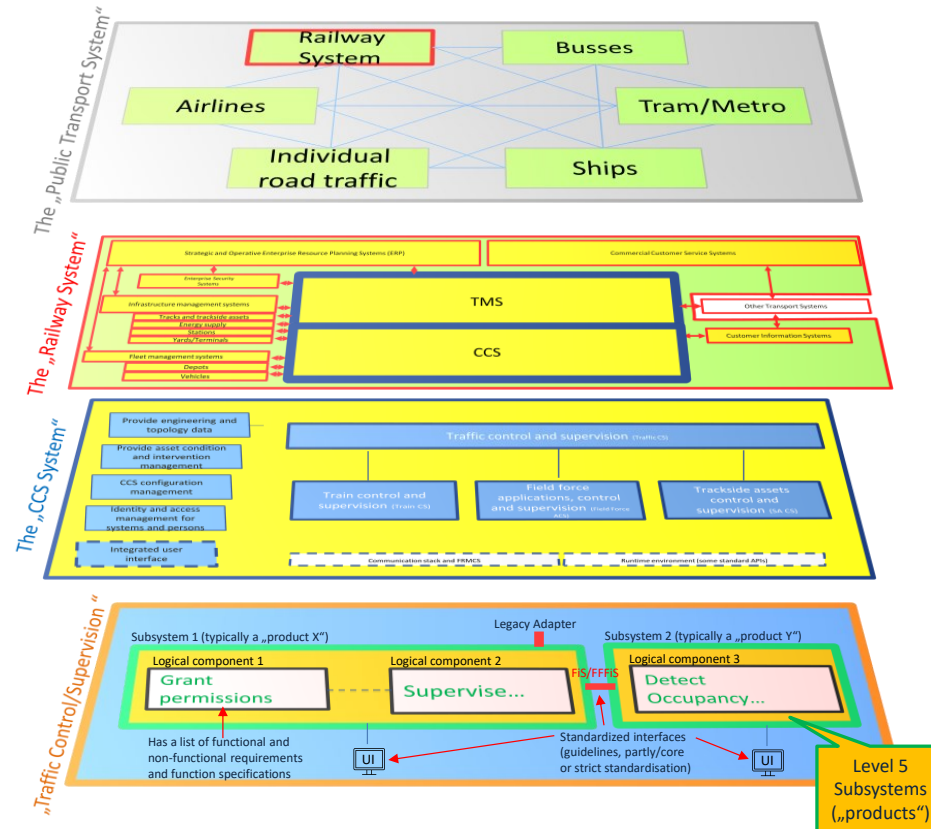 The „Public Transport System“
Railway
System
Busses
Airlines
Tram/Metro
Individual
road traffic
Ships
The „Railway System“
Strategic and Operative Enterprise Resource Planning Systems (ERP)
Commercial Customer Service Systems
Enterprise Security
Systems
TMS
Infrastructure management systems
Other Transport Systems
Tracks and trackside assets
Energy supply
Stations
Yards/Terminals
Customer Information Systems
CCS
Fleet management systems
Depots
Vehicles
The „CCS System“
Provide engineering and
topology data
Traffic control and supervision (Traffic CS)
Provide asset condition
and intervention
management
CCS configuration
management
Train control and
supervision (Train CS)
Field force
applications, control
and supervision (Field Force
ACS)
Trackside assets
control and
supervision (SA CS)
Identity and access
management for
systems and persons
Integrated user
interface
Communication stack and FRMCS
Runtime environment (some standard APIs)
„Traffic Control/Supervision “
Legacy Adapter
Subsystem 1 (typically a „product X“)
Subsystem 2 (typically a „product Y“)
Logical component 1
Logical component 2
Logical component 3
Grant
permissions
Supervise...
FiS/FFFiS
Detect
Occupancy...
Has a list of functional and
non-functional requirements
and function specifications
UI
Standardized interfaces
(guidelines, partly/core
or strict standardisation)
UI
Level 5
Subsystems
(„products“)